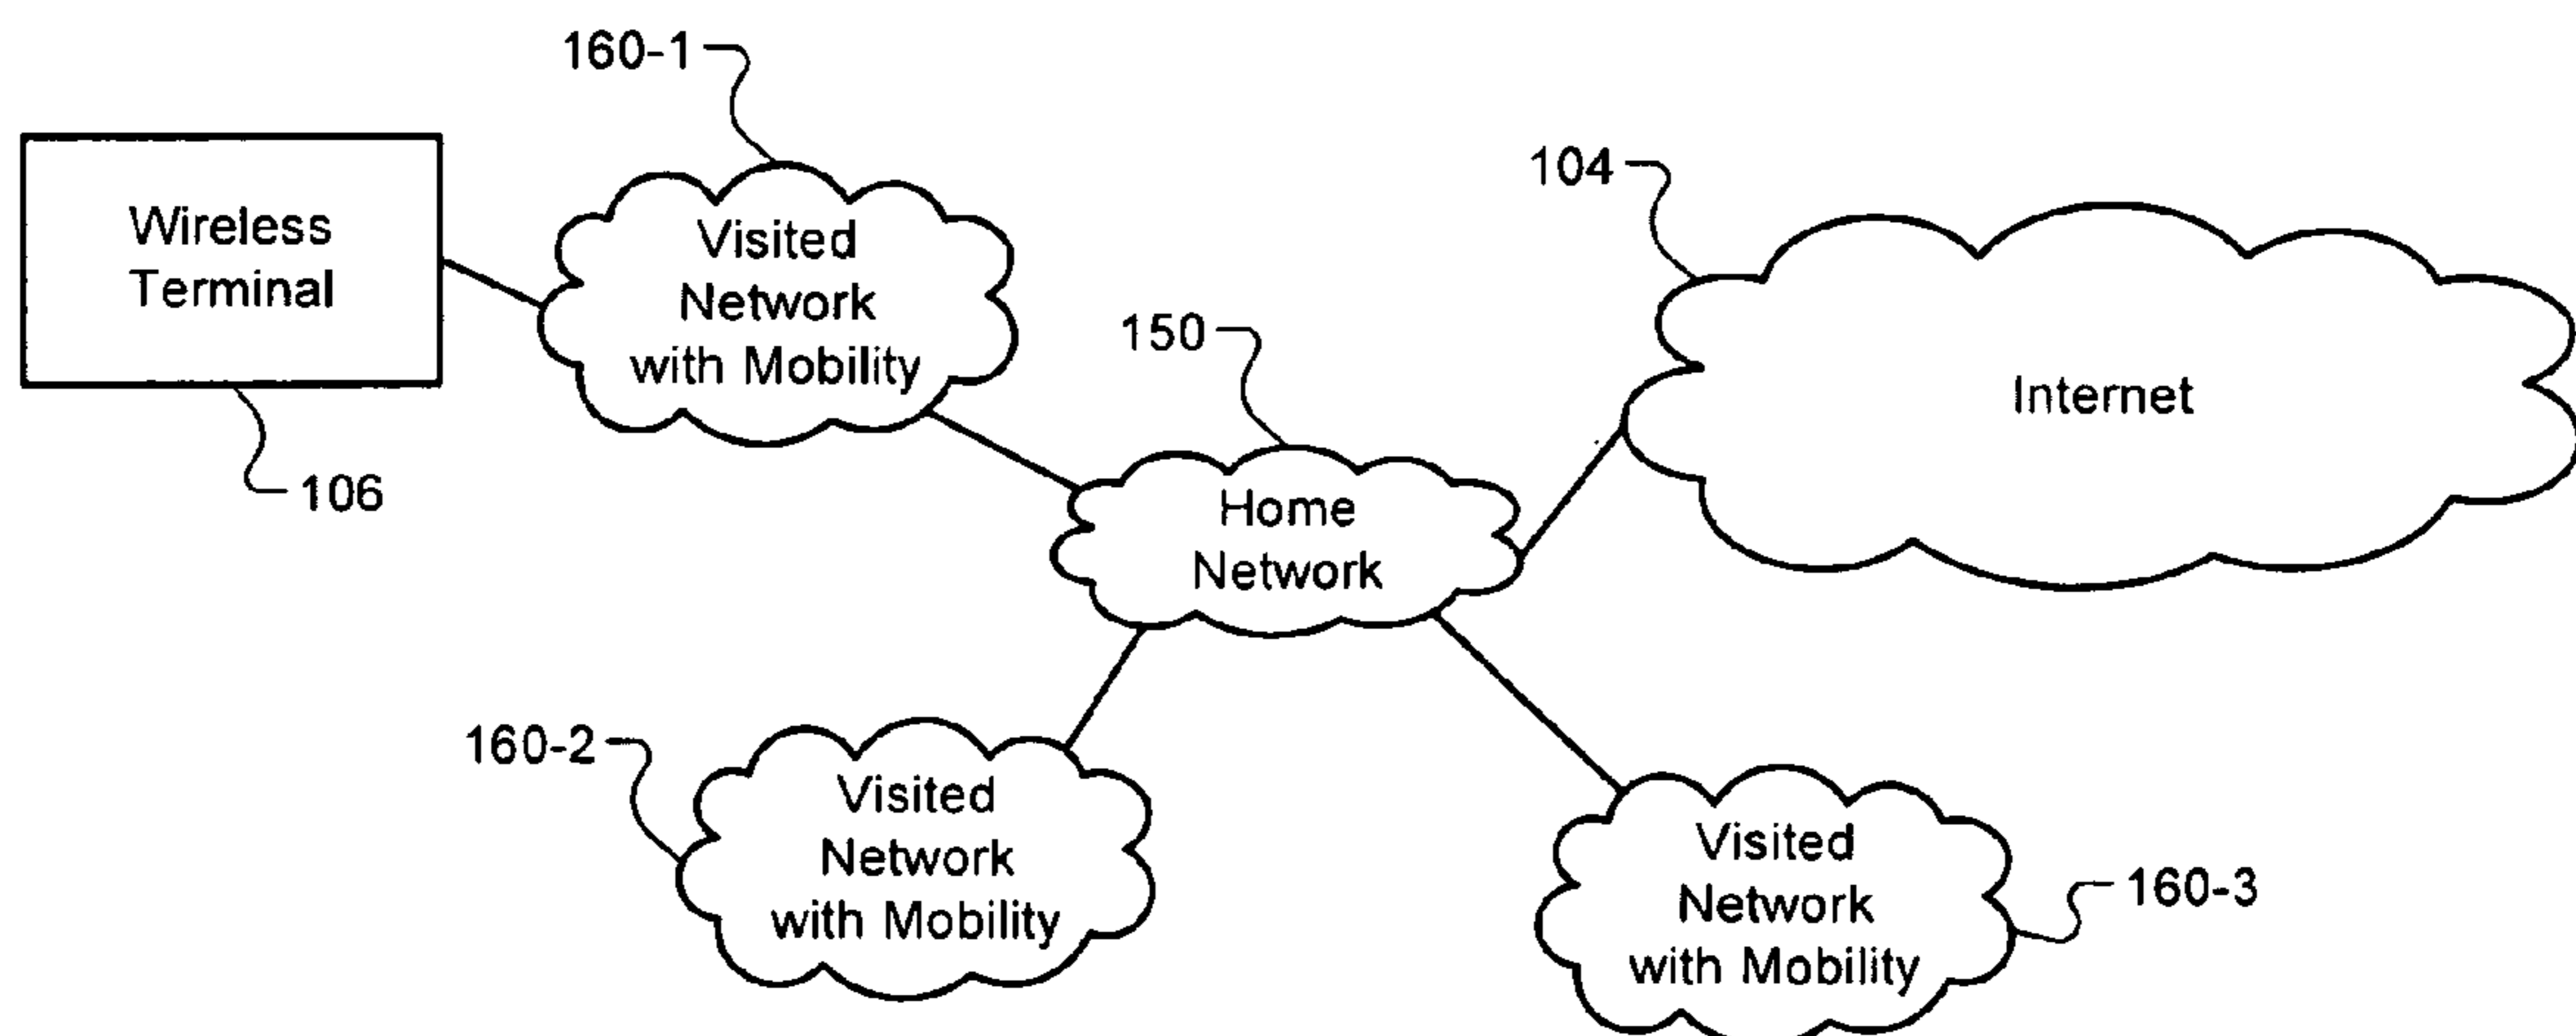 160-1
Wireless
Terminal
106
Visited
Network
with Mobility
104
Internet
150
Home
Network
160-2
Visited
Network
with Mobility
Visited
Network
with Mobility
160-3